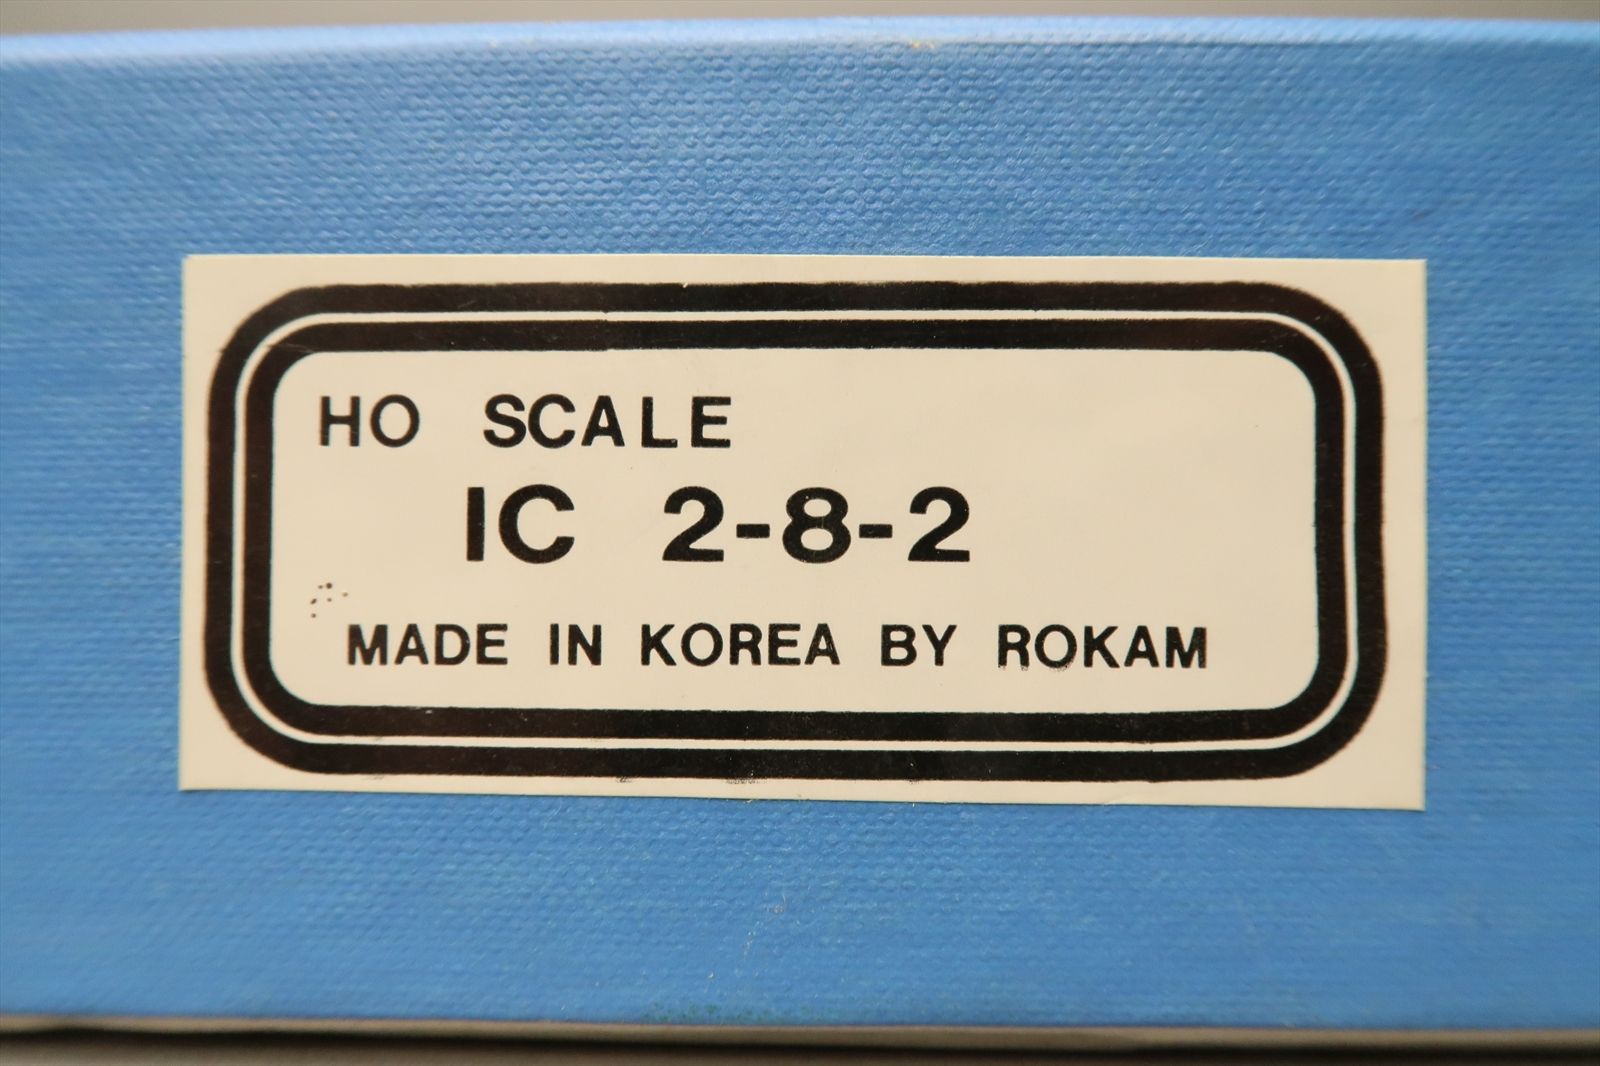 HO SCALE
IC 2-8-2
MADE IN KOREA BY ROKAM